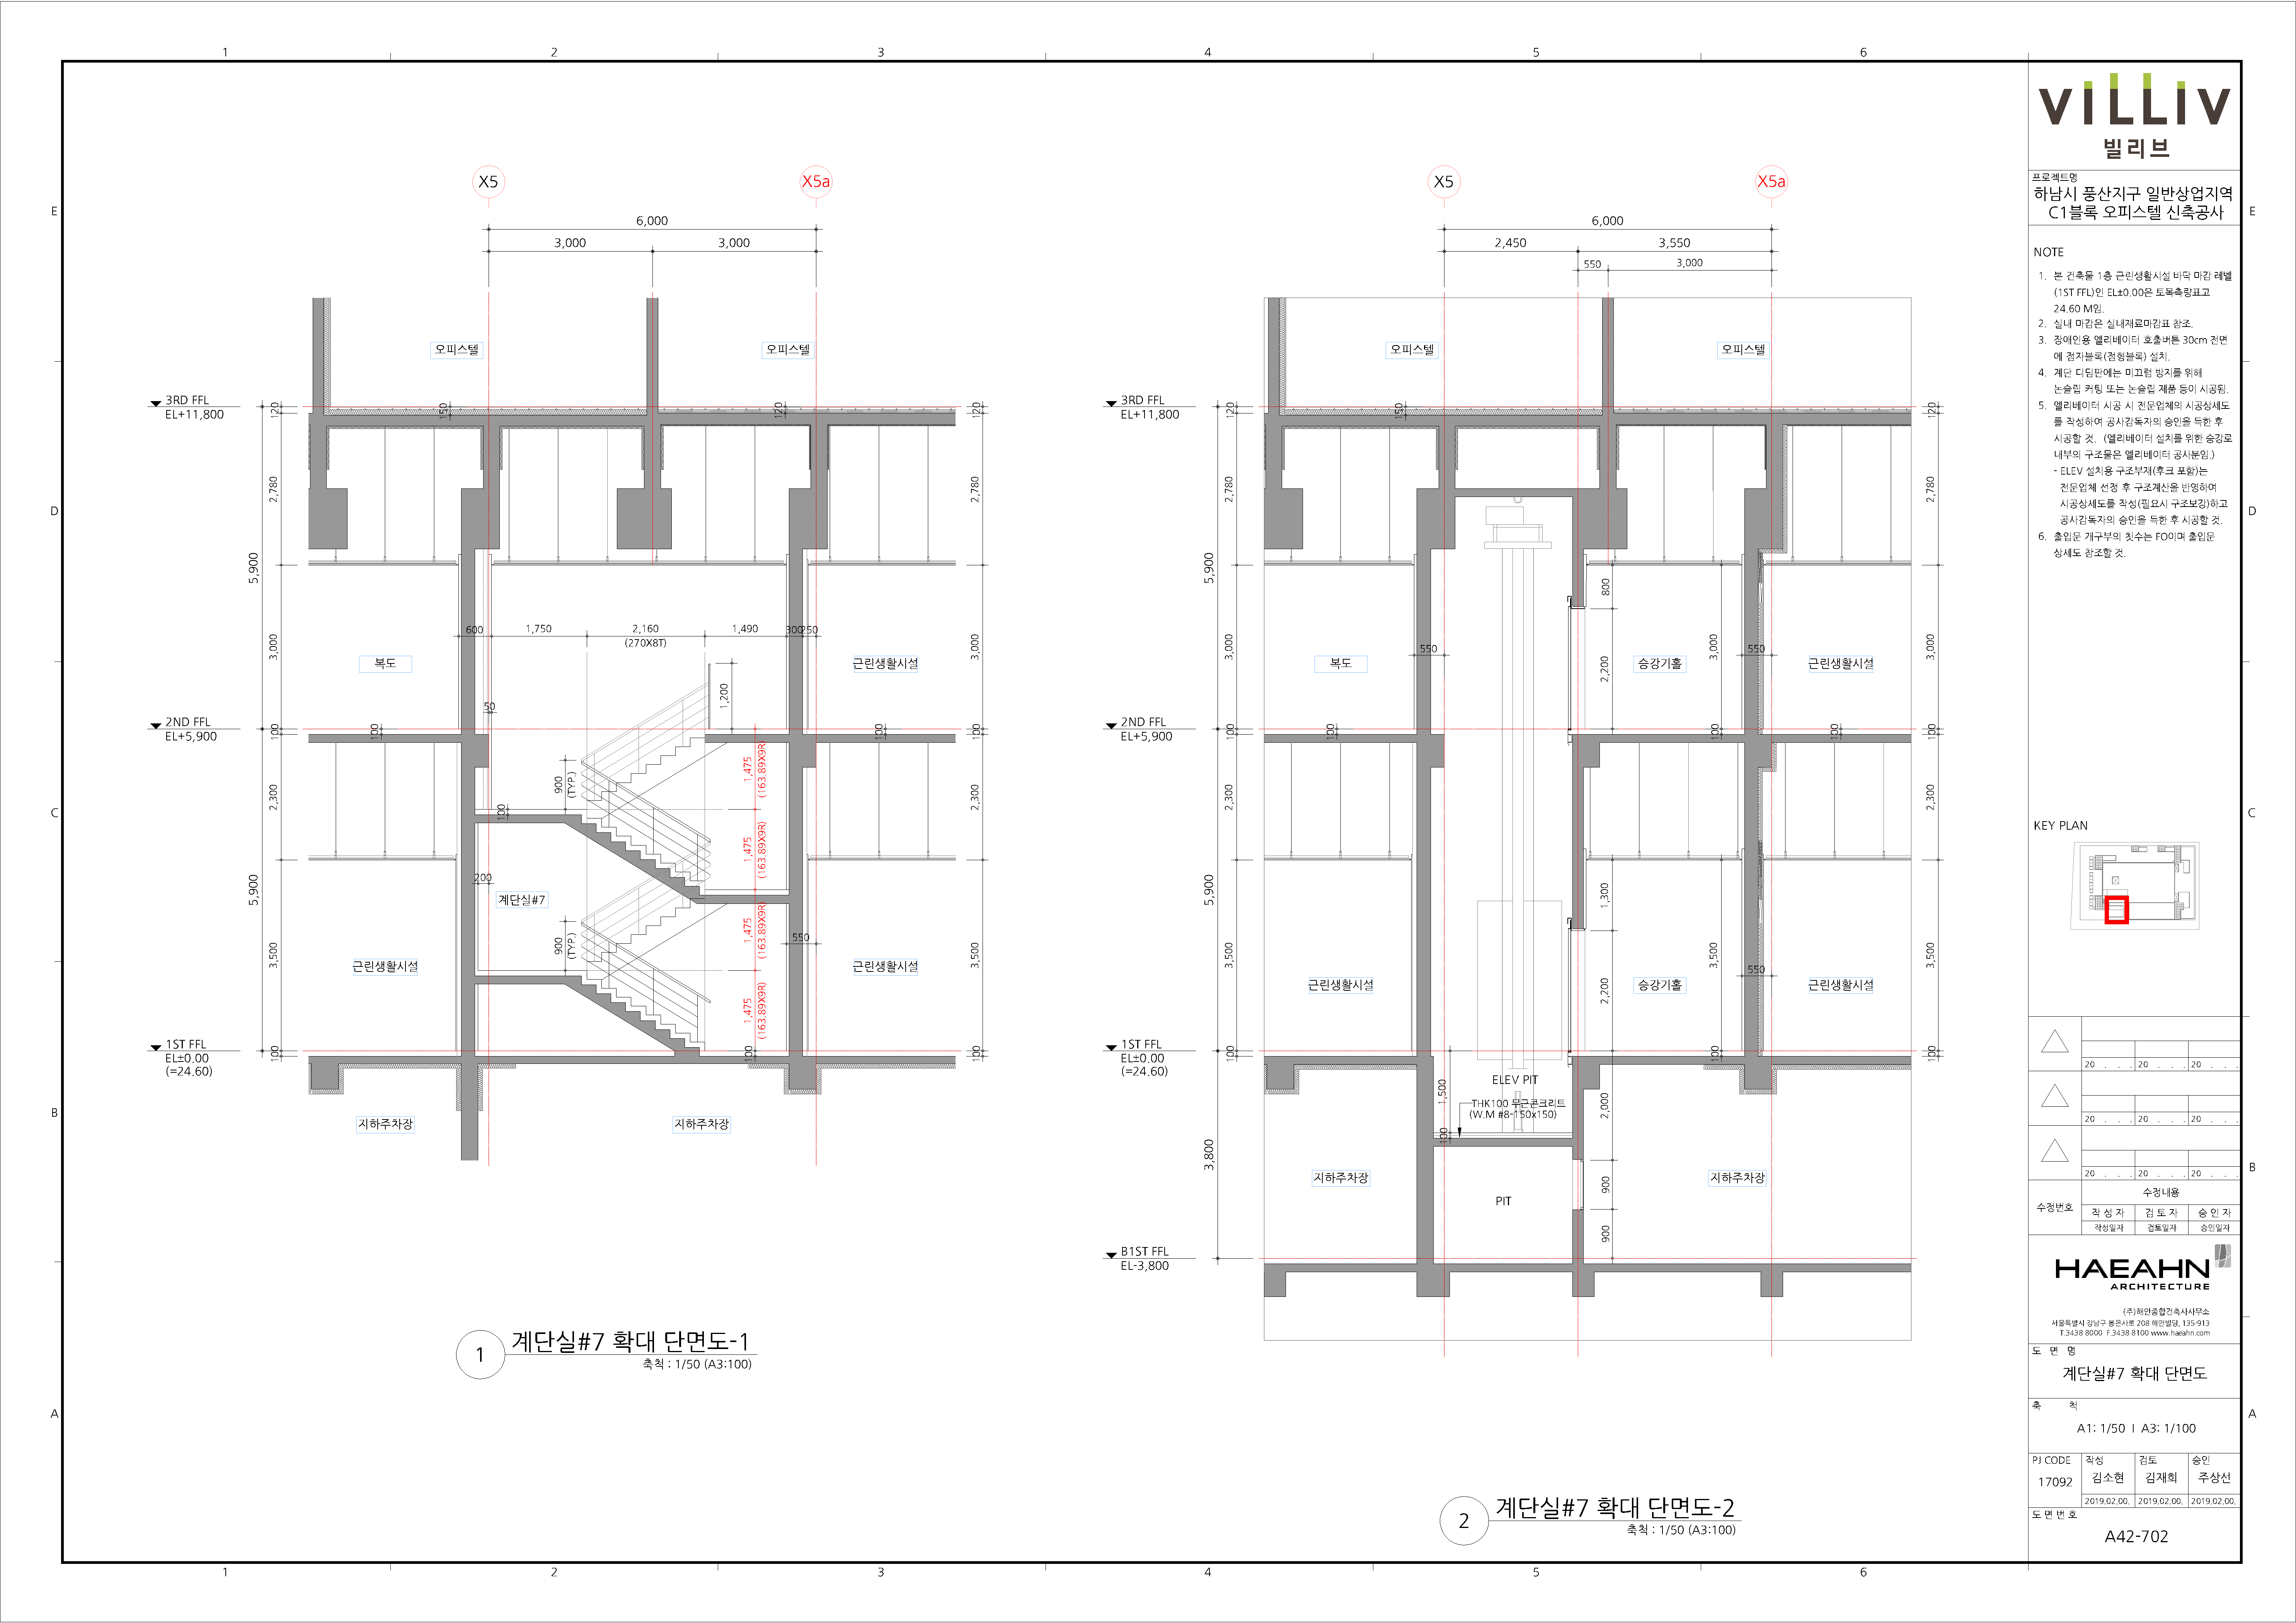 1
2
3
4
5
6
E
D
C
B
A
X5
X5a
6,000
3,000
3,000
오피스텔
오피스텔
3RD FFL
EL+11,800
120
150
120
120
2,780
2,780
5,900
600
1,750
2,160
(270X8T)
1,490
300
250
3,000
3,000
복도
근린생활시설
1,200
50
2ND FFL
EL+5,900
100
100
100
100
900
(TYP.)
1,475
(163.89X9R)
2,300
2,300
100
1,475
(163.89X9R)
200
계단실#7
5,900
900
(TYP.)
1,475
(163.89X9R)
550
3,500
3,500
근린생활시설
근린생활시설
1,475
(163.89X9R)
1ST FFL
EL±0.00
(=24.60)
100
100
100
지하주차장
지하주차장
1
계단실#7 확대 단면도-1
축척 : 1/50 (A3:100)
X5
X5a
6,000
2,450
3,550
550
3,000
오피스텔
오피스텔
3RD FFL
EL+11,800
120
150
120
2,780
2,780
5,900
800
3,000
550
2,200
3,000
550
3,000
복도
승강기홀
근린생활시설
2ND FFL
EL+5,900
100
100
100
100
100
2,300
2,300
5,900
1,300
3,500
3,500
550
3,500
근린생활시설
2,200
승강기홀
근린생활시설
1ST FFL
EL±0.00
(=24.60)
100
100
100
ELEV PIT
1,500
THK100 무근콘크리트
(W.M #8-150x150)
2,000
100
3,800
지하주차장
지하주차장
PIT
900
900
B1ST FFL
EL-3,800
2
계단실#7 확대 단면도-2
축척 : 1/50 (A3:100)
VILLIV
빌리브
프로젝트명
하남시 풍산지구 일반상업지역
C1블록 오피스텔 신축공사
NOTE
1. 본 건축물 1층 근린생활시설 바닥 마감 레벨
(1ST FFL)인 EL±0.00은 토목측량표고
24.60 M임.
2. 실내 마감은 실내재료마감표 참조.
3. 장애인용 엘리베이터 호출버튼 30cm 전면
에 점자블록(점형블록) 설치.
4. 계단 디딤판에는 미끄럼 방지를 위해
논슬립 커팅 또는 논슬립 제품 등이 시공됨.
5. 엘리베이터 시공 시 전문업체의 시공상세도
를 작성하여 공사감독자의 승인을 득한 후
시공할 것. (엘리베이터 설치를 위한 승강로
내부의 구조물은 엘리베이터 공사분임.)
- ELEV 설치용 구조부재(후크 포함)는
전문업체 선정 후 구조계산을 반영하여
시공상세도를 작성(필요시 구조보강)하고
공사감독자의 승인을 득한 후 시공할 것.
6. 출입문 개구부의 칫수는 FO이며 출입문
상세도 참조할 것.
KEY PLAN
20 . . . 20 . . . 20 . . .
20 . . . 20 . . . 20 . . .
20 . . . 20 . . . 20 . . .
수정번호
수정내용
작 성 자 검 토 자 승 인 자
작성일자 검토일자 승인일자
HAEAHN
ARCHITECTURE
(주)해안종합건축사사무소
서울특별시 강남구 봉은사로 208 해안빌딩, 135-913
T.3438 8000 F.3438 8100 www.haeahn.com
도 면 명
계단실#7 확대 단면도
축 척
A1: 1/50 I A3: 1/100
PJ CODE 작성 검토 승인
17092 김소현 김재희 주상선
2019.02.00. 2019.02.00. 2019.02.00.
도 면 번 호
A42-702
E
D
C
B
A
1
2
3
4
5
6